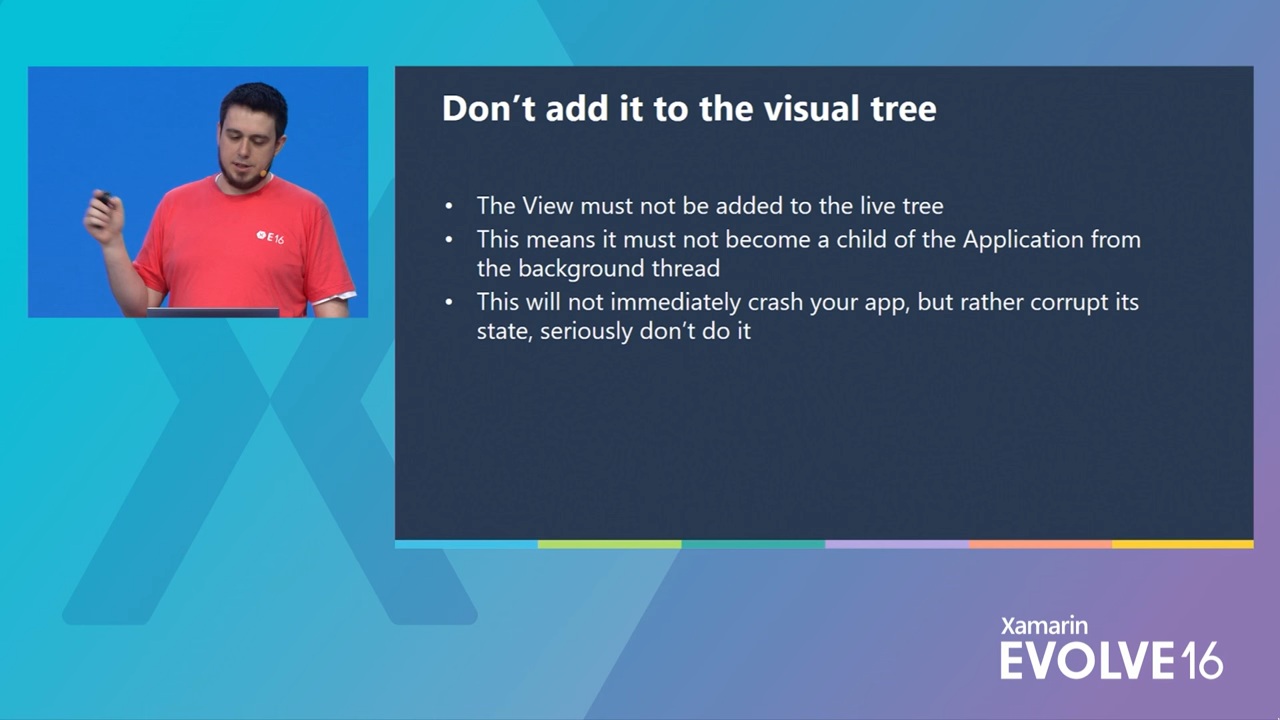 Don’t add it to the visual tree
• The View must not be added to the live tree
• This means it must not become a child of the Application from
the background thread
• This will not immediately crash your app, but rather corrupt its
state, seriously don’t do it
E16
Xamarin
EVOLVE16